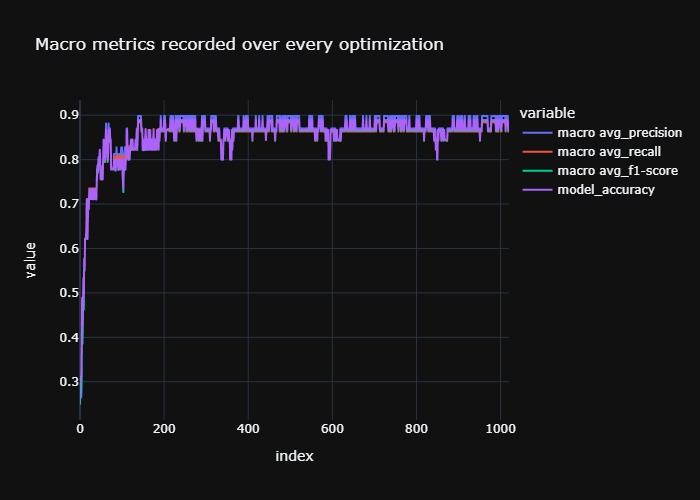 Macro metrics recorded over every optimization
variable
macro avg_precision
macro avg_recall
macro avg_f1-score
model_accuracy
0.9
0.8
0.7
0.6
0.5
0.4
0.3
value
0 200 400 600 800 1000
index